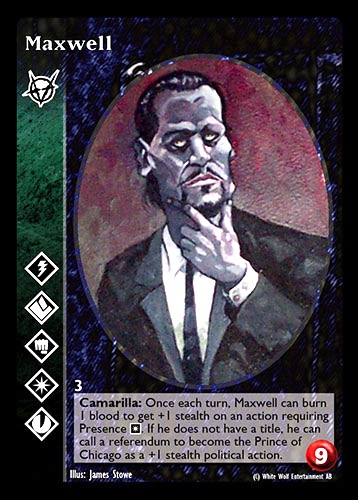 Maxwell
3
Camarilla: Once each turn, Maxwell can burn
1 blood to get +1 stealth on an action requiring
Presence. If he does not have a title, he can
call a referendum to become the Prince of
Chicago as a +1 stealth political action.
9
Illus: James Stowe
(C) White Wolf Entertainment AB